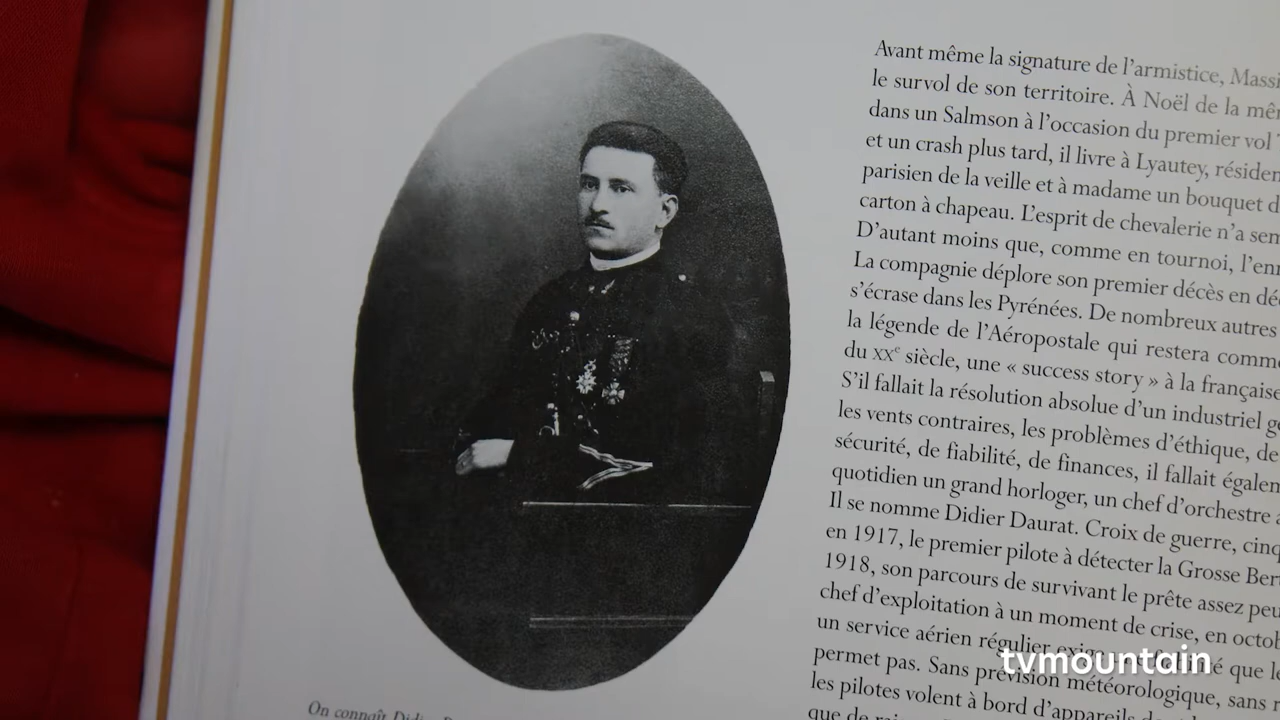 Avant même la signature de l'armistice, Massi
le survol de son territoire. À Noël de la mê
dans un Salmson à l'occasion du premier vol
et un crash plus tard, il livre à Lyautey, résiden
parisien de la veille et à madame un bouquet d
carton à chapeau. L'esprit de chevalerie n'a sem
D'autant moins que, comme en tournoi, l'enn
La compagnie déplore son premier décès en dé
s'écrase dans les Pyrénées. De nombreux autres
la légende de l'Aéropostale qui restera comm
du XXe siècle, une « success story » à la française
S'il fallait la résolution absolue d'un industriel g
les vents contraires, les problèmes d'éthique, de
sécurité, de fiabilité, de finances, il fallait égalem
quotidien un grand horloger, un chef d'orchestre
Il se nomme Didier Daurat. Croix de guerre, cinq
en 1917, le premier pilote à détecter la Grosse Ber
1918, son parcours de survivant le prête assez peu
chef d'exploitation à un moment de crise, en octob
un service aérien régulier que le
permet pas. Sans prévision météorologique, sans
les pilotes volent à bord d'appareils
que de
On connaît Didier
tvmountain